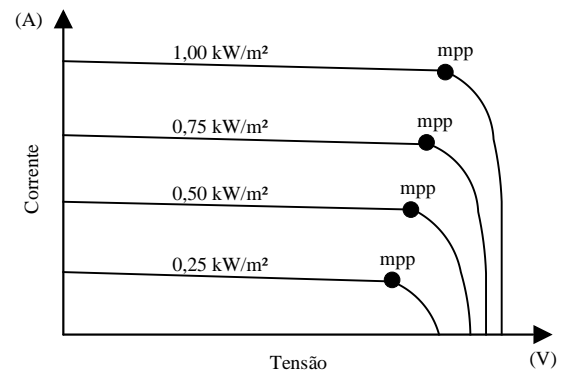 (A)
1,00 kW/m²
mpp
0,75 kW/m²
mpp
Corrente
0,50 kW/m²
mpp
0,25 kW/m²
mpp
Tensão
(V)